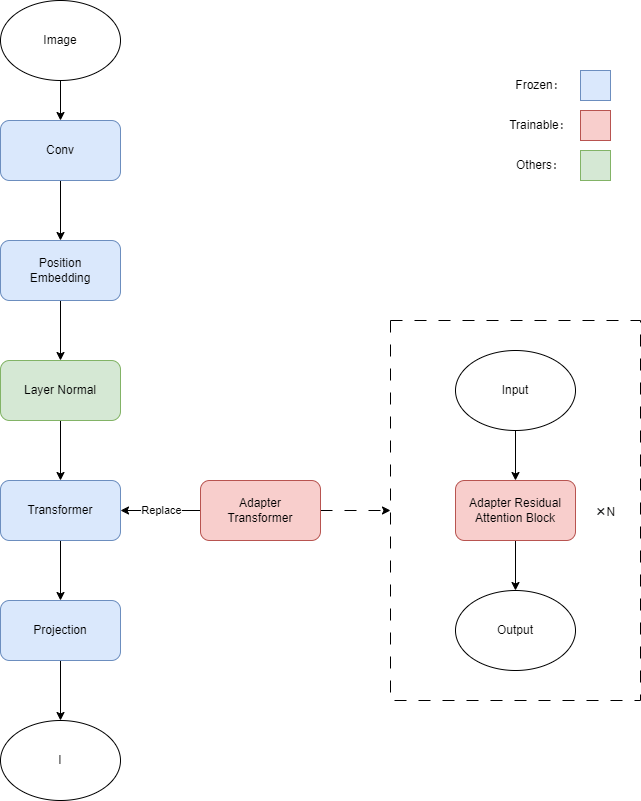 Image
Frozen：
Trainable：
Others：
Conv
Position
Embedding
Layer Normal
Transformer
Replace
Adapter
Transformer
Projection
I
Input
Adapter Residual
Attention Block
×N
Output